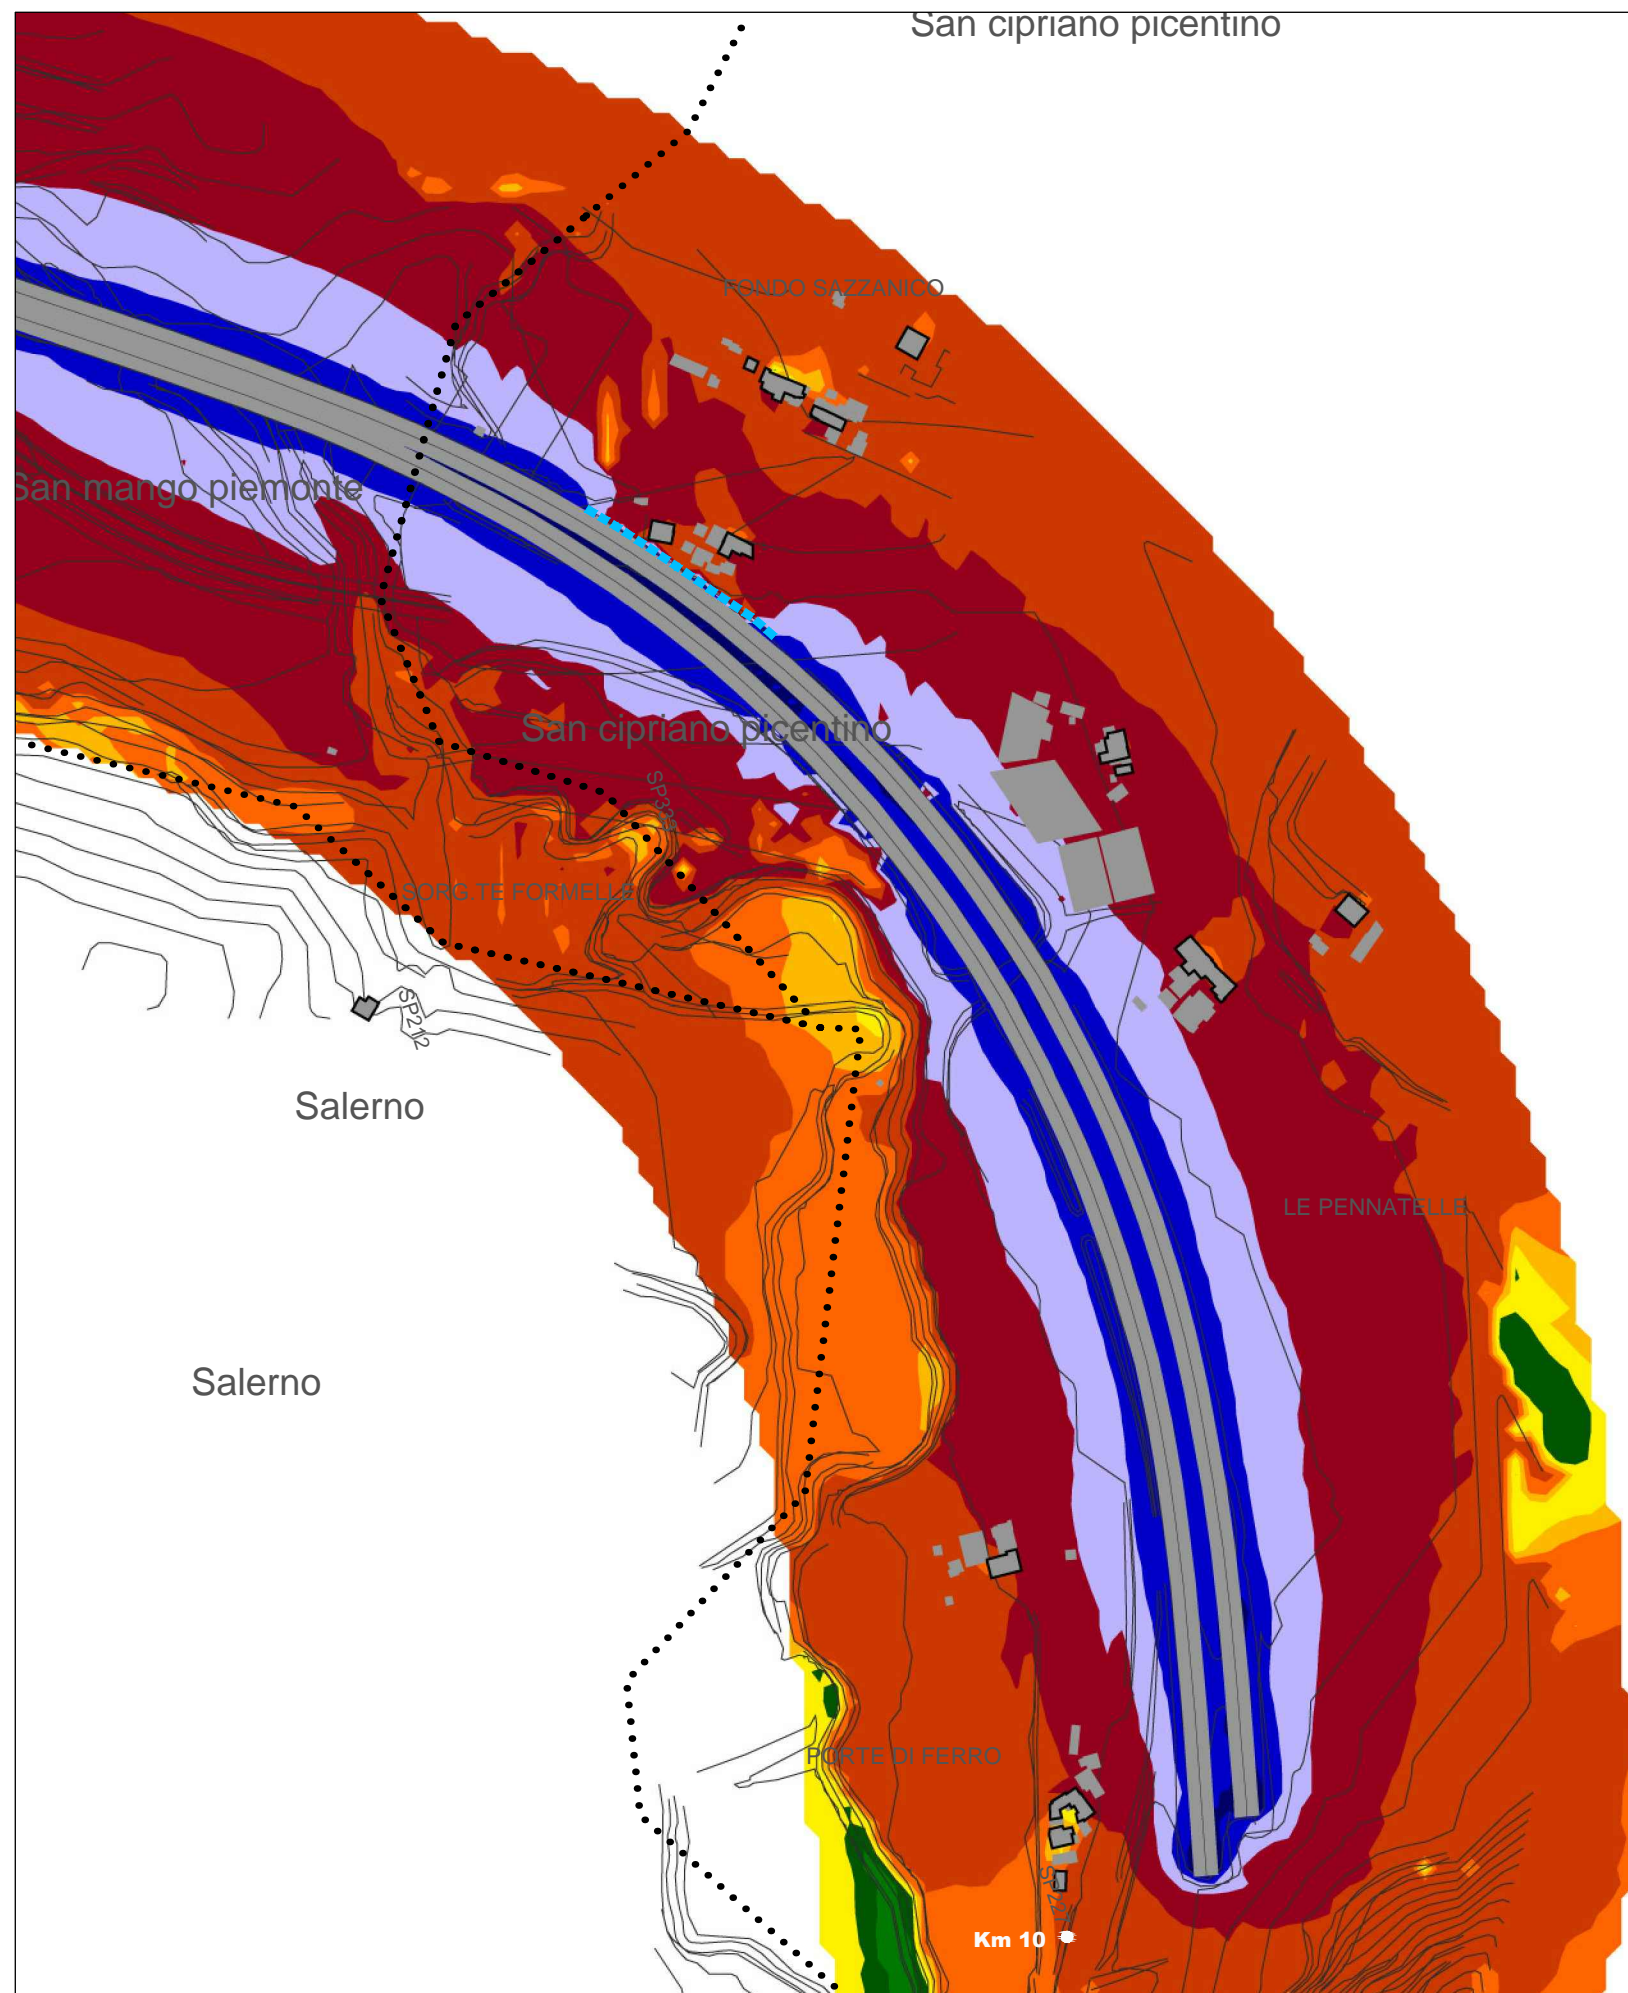 San cipriano picentino
FONDO SAZZANICO
San mango piemonte
San cipriano picentino
SP309
SORG.TE FORMELLE
SP212
Salerno
LE PENNATELLE
Salerno
PORTE DI FERRO
Km 10